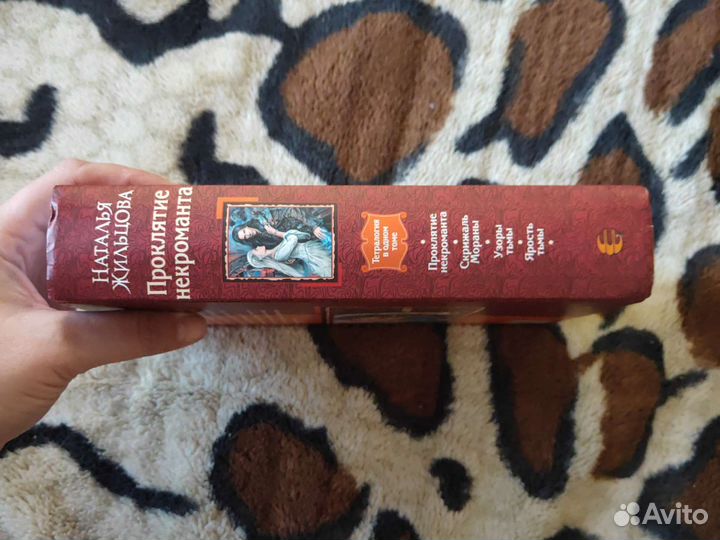 НАТАЛЬЯ
ЖИЛЬЦОВА
Проклятие
некроманта
Тетралогия
в одном
томе
• Проклятие
некроманта •
Скрижаль
Мораны •
Узоры
тьмы •
Ярость
тьмы •
Avito